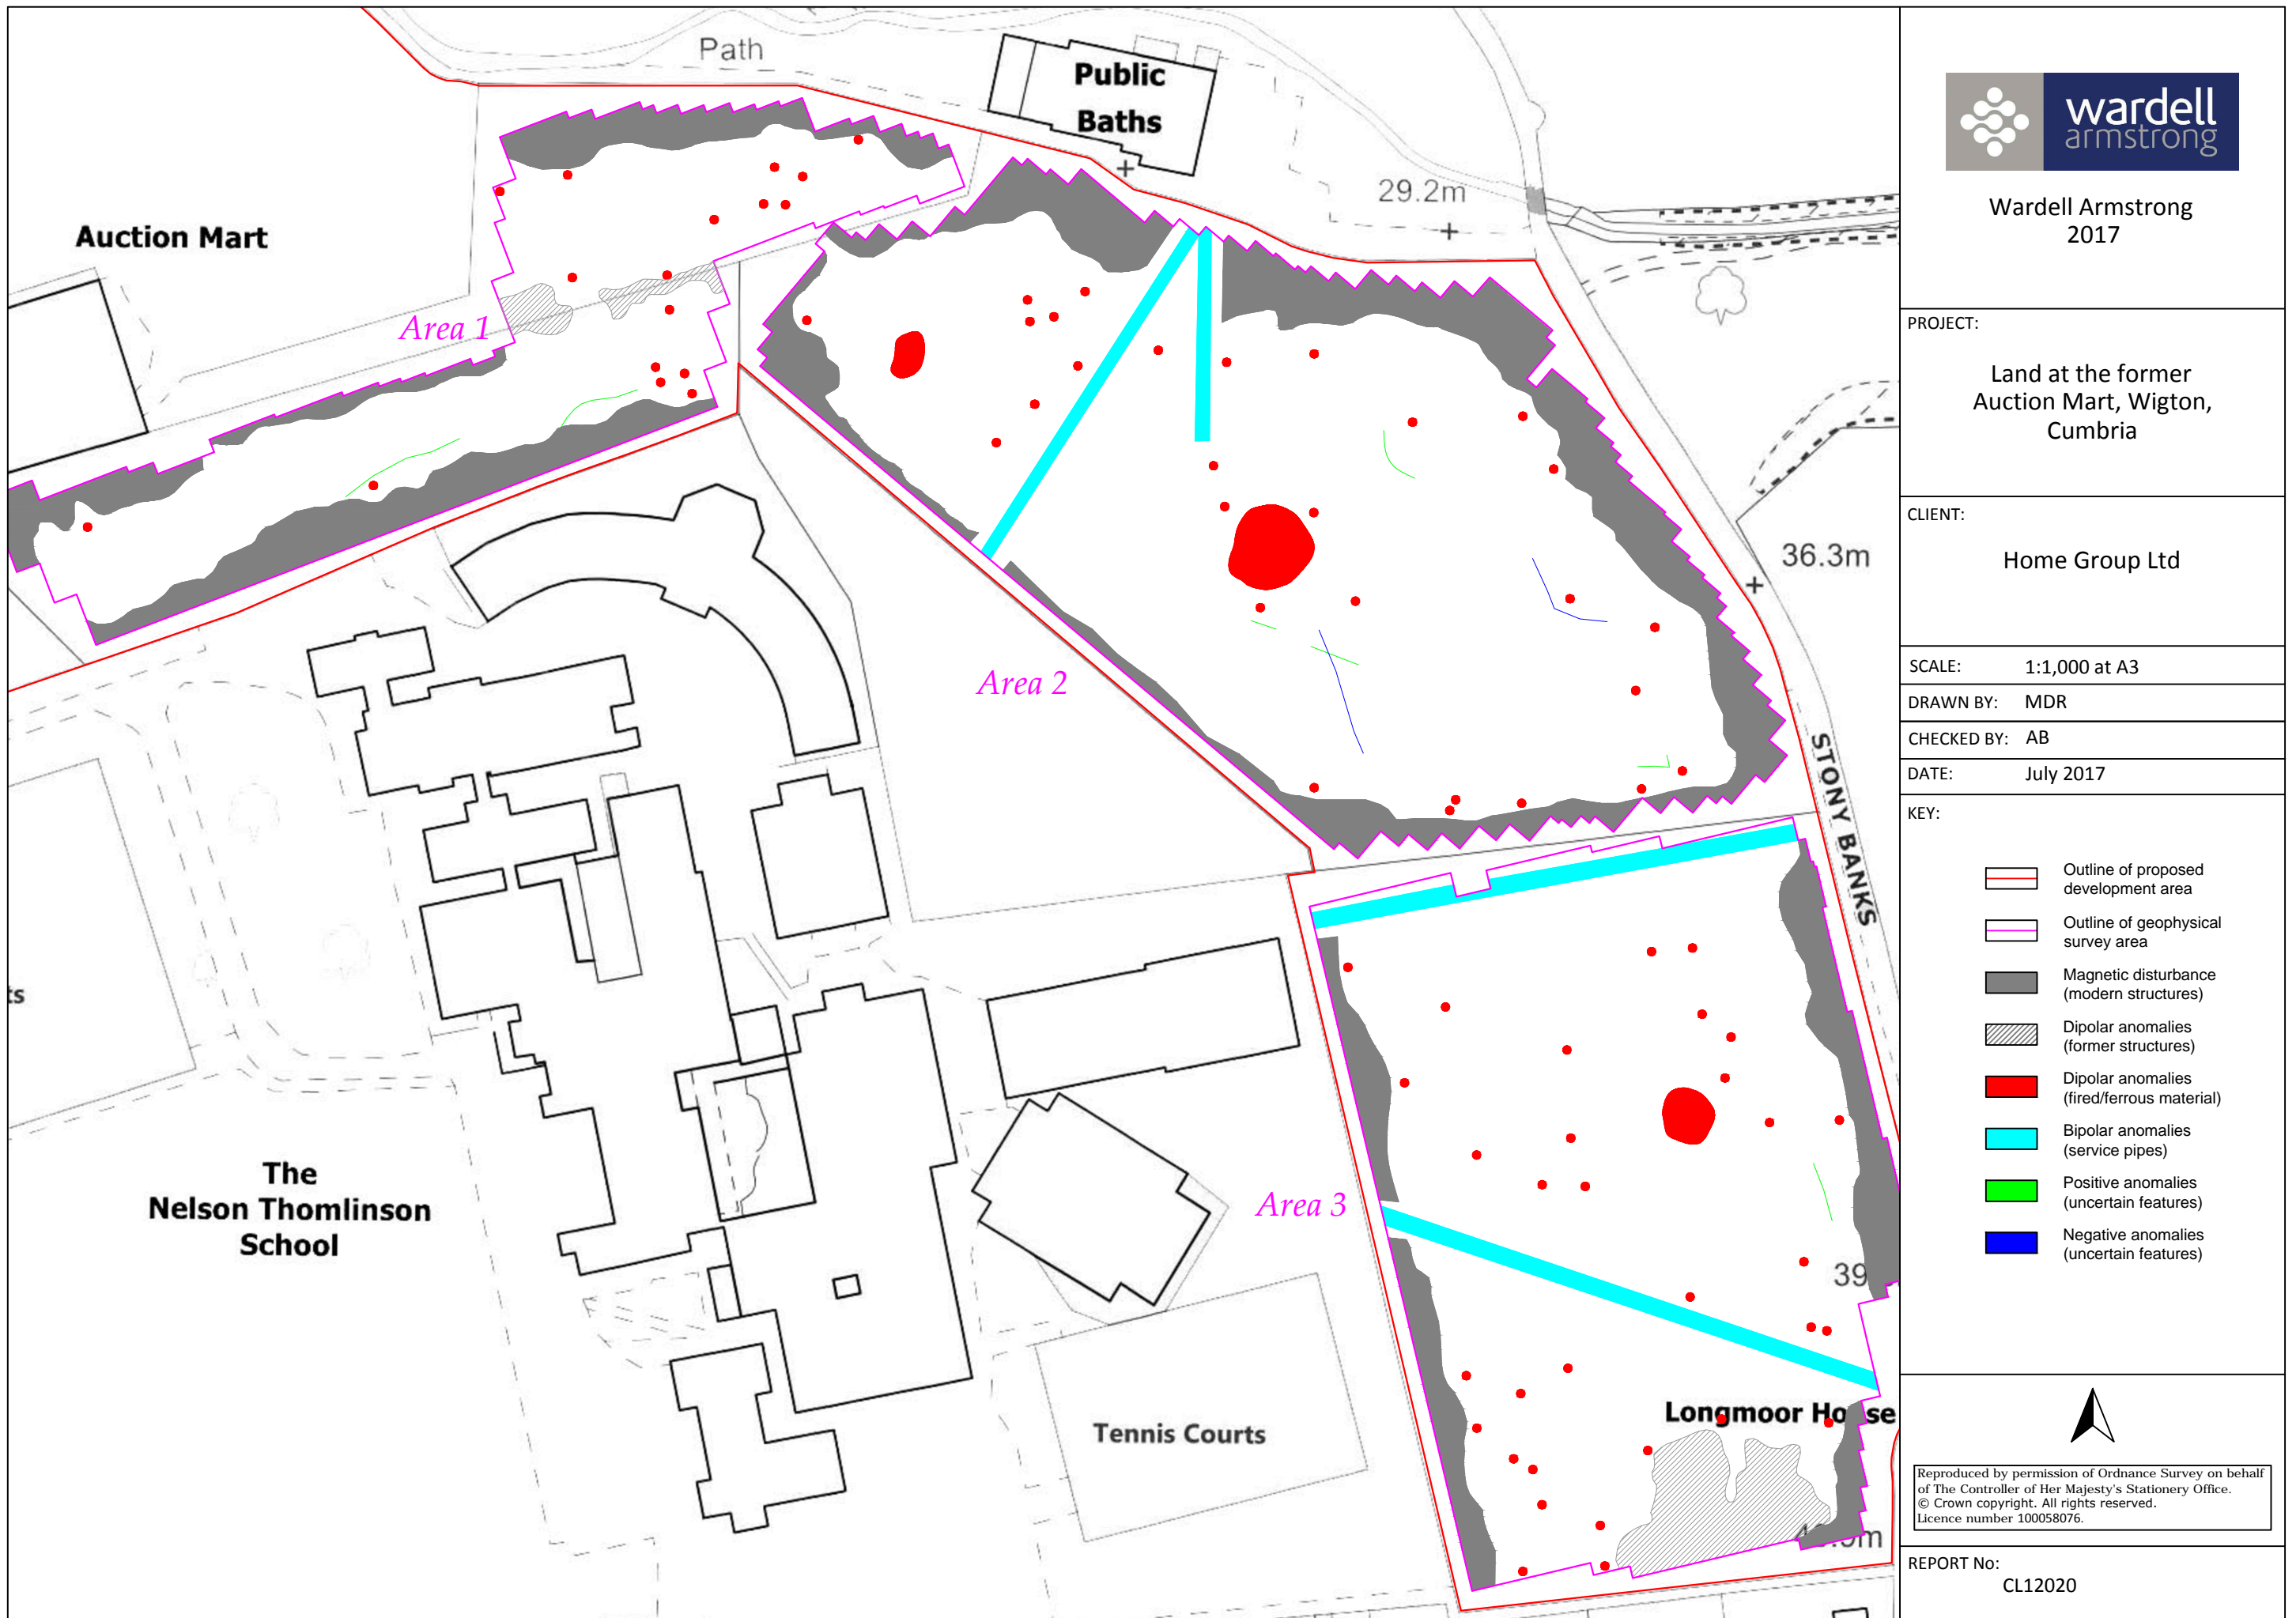 Path
Public
Baths
29.2m
Auction Mart
Area 1
36.3m
Area 2
STONY BANKS
The
Nelson Thomlinson
School
Area 3
39
Tennis Courts
Longmoor House
wardell
armstrong
Wardell Armstrong
2017
PROJECT:
Land at the former
Auction Mart, Wigton,
Cumbria
CLIENT:
Home Group Ltd
SCALE: 1:1,000 at A3
DRAWN BY: MDR
CHECKED BY: AB
DATE: July 2017
KEY:
Outline of proposed
development area
Outline of geophysical
survey area
Magnetic disturbance
(modern structures)
Dipolar anomalies
(former structures)
Dipolar anomalies
(fired/ferrous material)
Bipolar anomalies
(service pipes)
Positive anomalies
(uncertain features)
Negative anomalies
(uncertain features)
Reproduced by permission of Ordnance Survey on behalf
of The Controller of Her Majesty's Stationery Office.
© Crown copyright. All rights reserved.
Licence number 100058076.
REPORT No:
CL12020